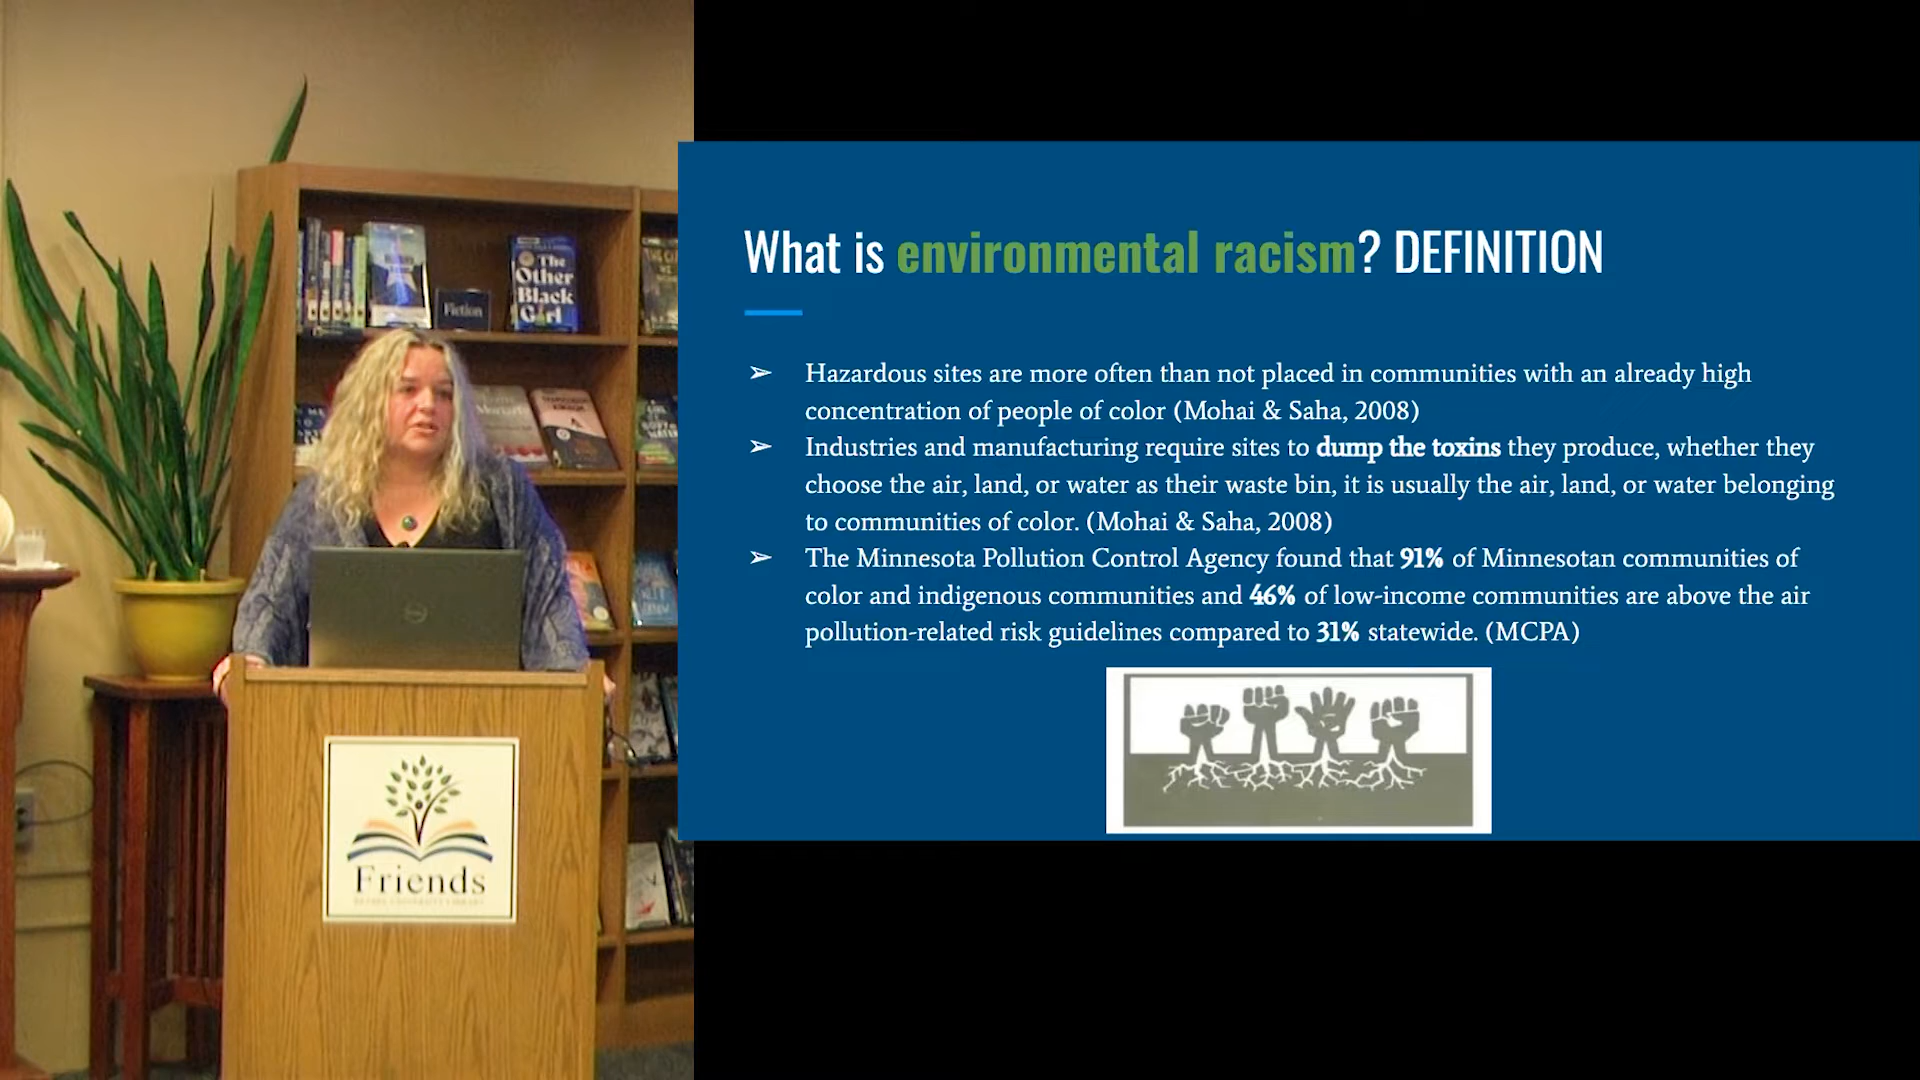 The
Other
Black
Girl
Fiction
Friends
BETHEL UNIVERSITY LIBRARY
DELL
What is environmental racism? DEFINITION
➢ Hazardous sites are more often than not placed in communities with an already high
concentration of people of color (Mohai & Saha, 2008)
➢ Industries and manufacturing require sites to dump the toxins they produce, whether they
choose the air, land, or water as their waste bin, it is usually the air, land, or water belonging
to communities of color. (Mohai & Saha, 2008)
➢ The Minnesota Pollution Control Agency found that 91% of Minnesotan communities of
color and indigenous communities and 46% of low-income communities are above the air
pollution-related risk guidelines compared to 31% statewide. (MCPA)